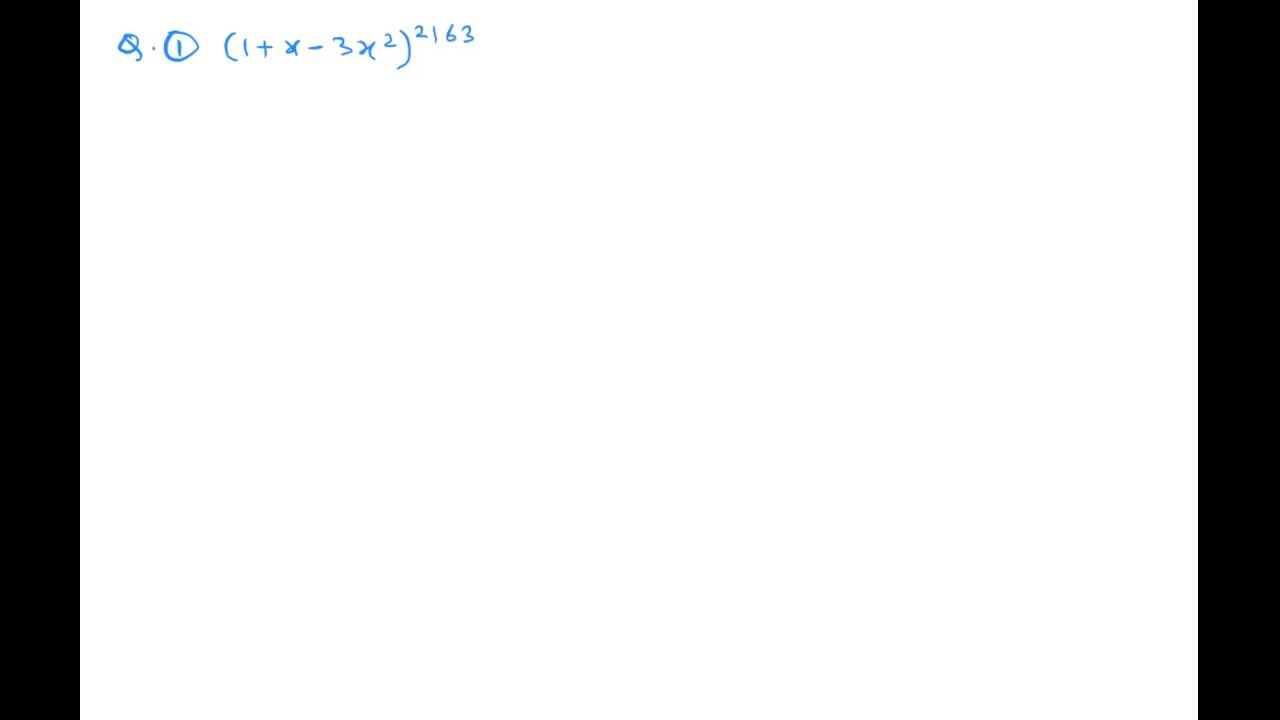 Q. ① (1 + x - 3x²)²¹⁶³